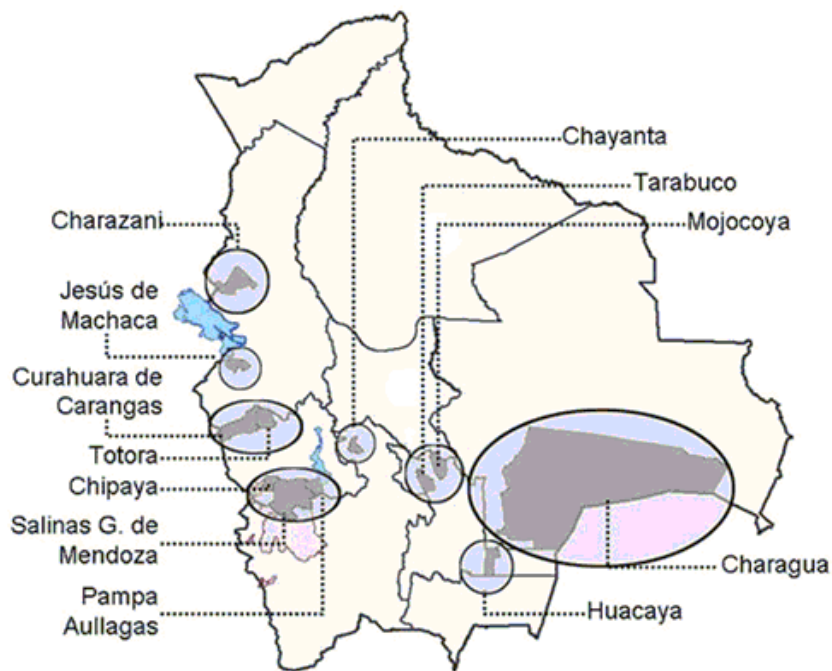 Chayanta
Tarabuco
Mojocoya
Charazani
Jesús de
Machaca
Curahuara de
Carangas
Totora
Chipaya
Salinas G. de
Mendoza
Pampa
Aullagas
Charagua
Huacaya